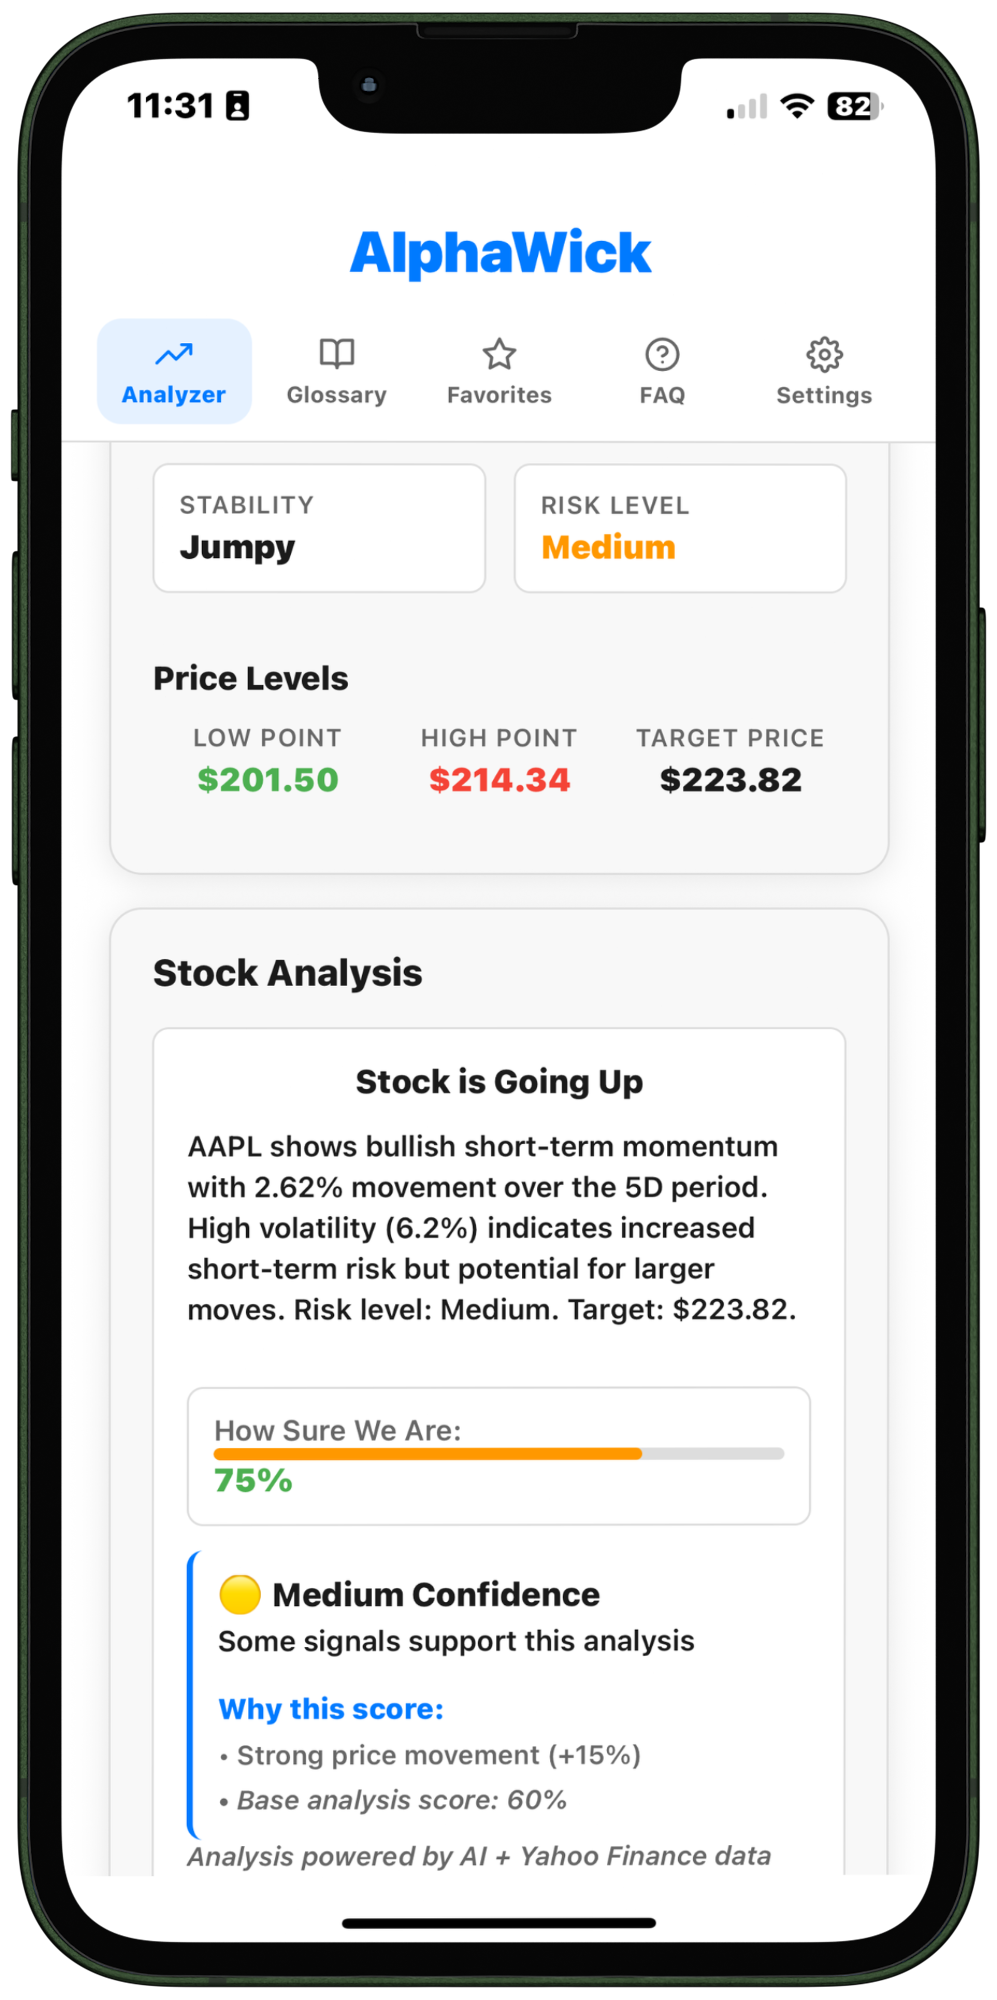 11:31
82
AlphaWick
Analyzer Glossary Favorites FAQ Settings
STABILITY RISK LEVEL
Jumpy Medium
Price Levels
LOW POINT HIGH POINT TARGET PRICE
$201.50 $214.34 $223.82
Stock Analysis
Stock is Going Up
AAPL shows bullish short-term momentum
with 2.62% movement over the 5D period.
High volatility (6.2%) indicates increased
short-term risk but potential for larger
moves. Risk level: Medium. Target: $223.82.
How Sure We Are:
75%
Medium Confidence
Some signals support this analysis
Why this score:
• Strong price movement (+15%)
• Base analysis score: 60%
Analysis powered by AI + Yahoo Finance data